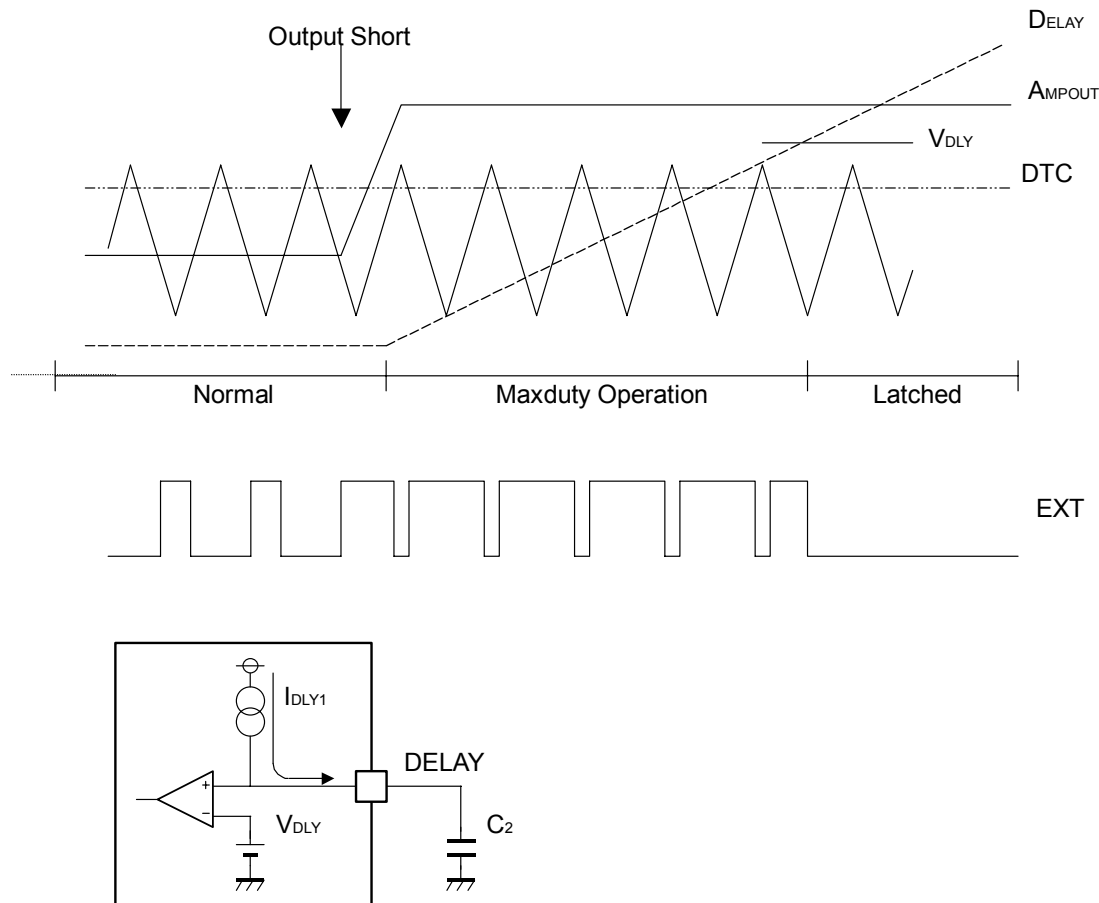 DELAY
Output Short
AMPOUT
VDLY
DTC
Normal
Maxduty Operation
Latched
EXT
IDLY1
DELAY
+
−
VDLY
C2